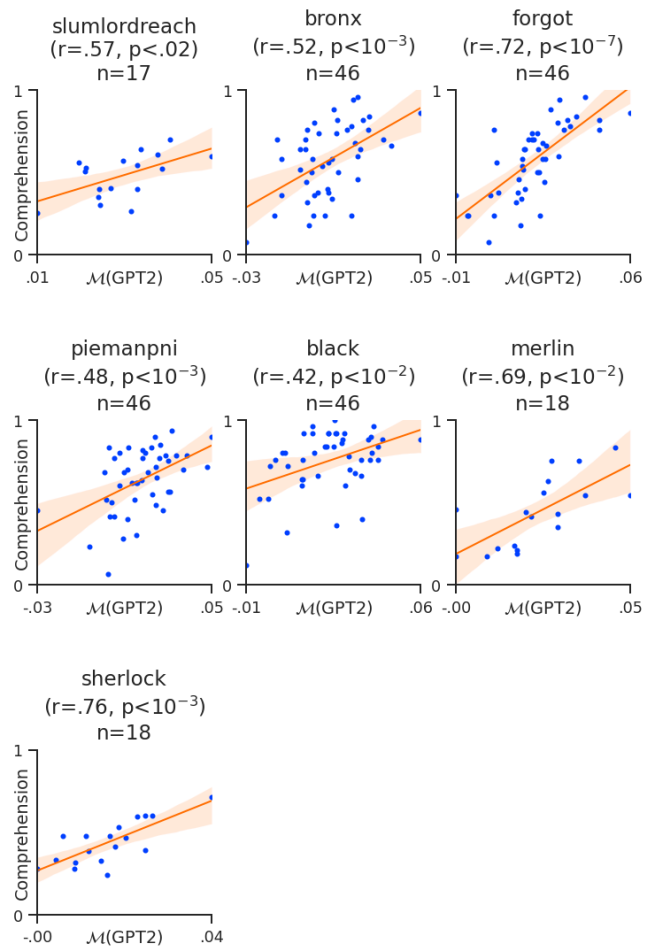 slumlordreach
(r=.57, p<.02)
n=17
1
Comprehension
0
.01
ℳ(GPT2)
.05
bronx
(r=.52, p<10⁻³)
n=46
1
0
-.03
ℳ(GPT2)
.05
forgot
(r=.72, p<10⁻⁷)
n=46
1
0
-.01
ℳ(GPT2)
.06
piemanpni
(r=.48, p<10⁻³)
n=46
1
0
-.03
ℳ(GPT2)
.05
black
(r=.42, p<10⁻²)
n=46
1
0
-.01
ℳ(GPT2)
.06
merlin
(r=.69, p<10⁻²)
n=18
1
0
-.00
ℳ(GPT2)
.05
sherlock
(r=.76, p<10⁻³)
n=18
1
Comprehension
0
-.00
ℳ(GPT2)
.04